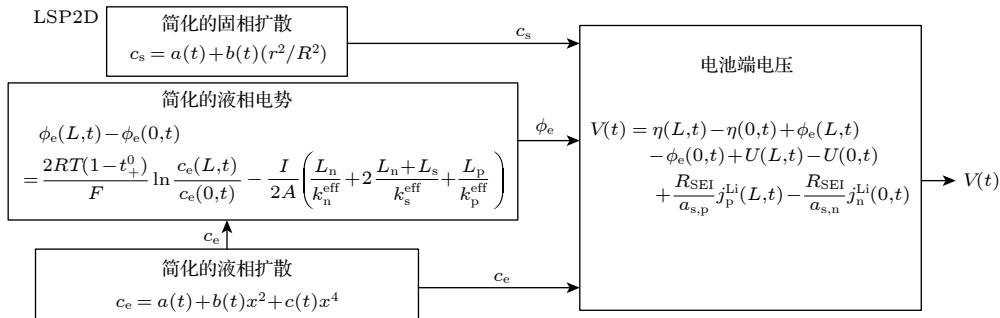 LSP2D
简化的固相扩散
c_s = a(t)+b(t)(r²/R²)
c_s
简化的液相电势
ϕ_e(L,t)−ϕ_e(0,t)
=\frac{2RT(1−t_+^0)}{F} ln \frac{c_e(L,t)}{c_e(0,t)} − \frac{I}{2A}(\frac{L_n}{k_n^{eff}}+2\frac{L_n+L_s}{k_s^{eff}}+\frac{L_p}{k_p^{eff}})
ϕ_e
c_e
简化的液相扩散
c_e = a(t)+b(t)x²+c(t)x⁴
c_e
电池端电压
V(t) = η(L,t)−η(0,t)+ϕ_e(L,t)
−ϕ_e(0,t)+U(L,t)−U(0,t)
+\frac{R_{SEI}}{a_{s,p}} j_p^{Li}(L,t)−\frac{R_{SEI}}{a_{s,n}} j_n^{Li}(0,t)
V(t)